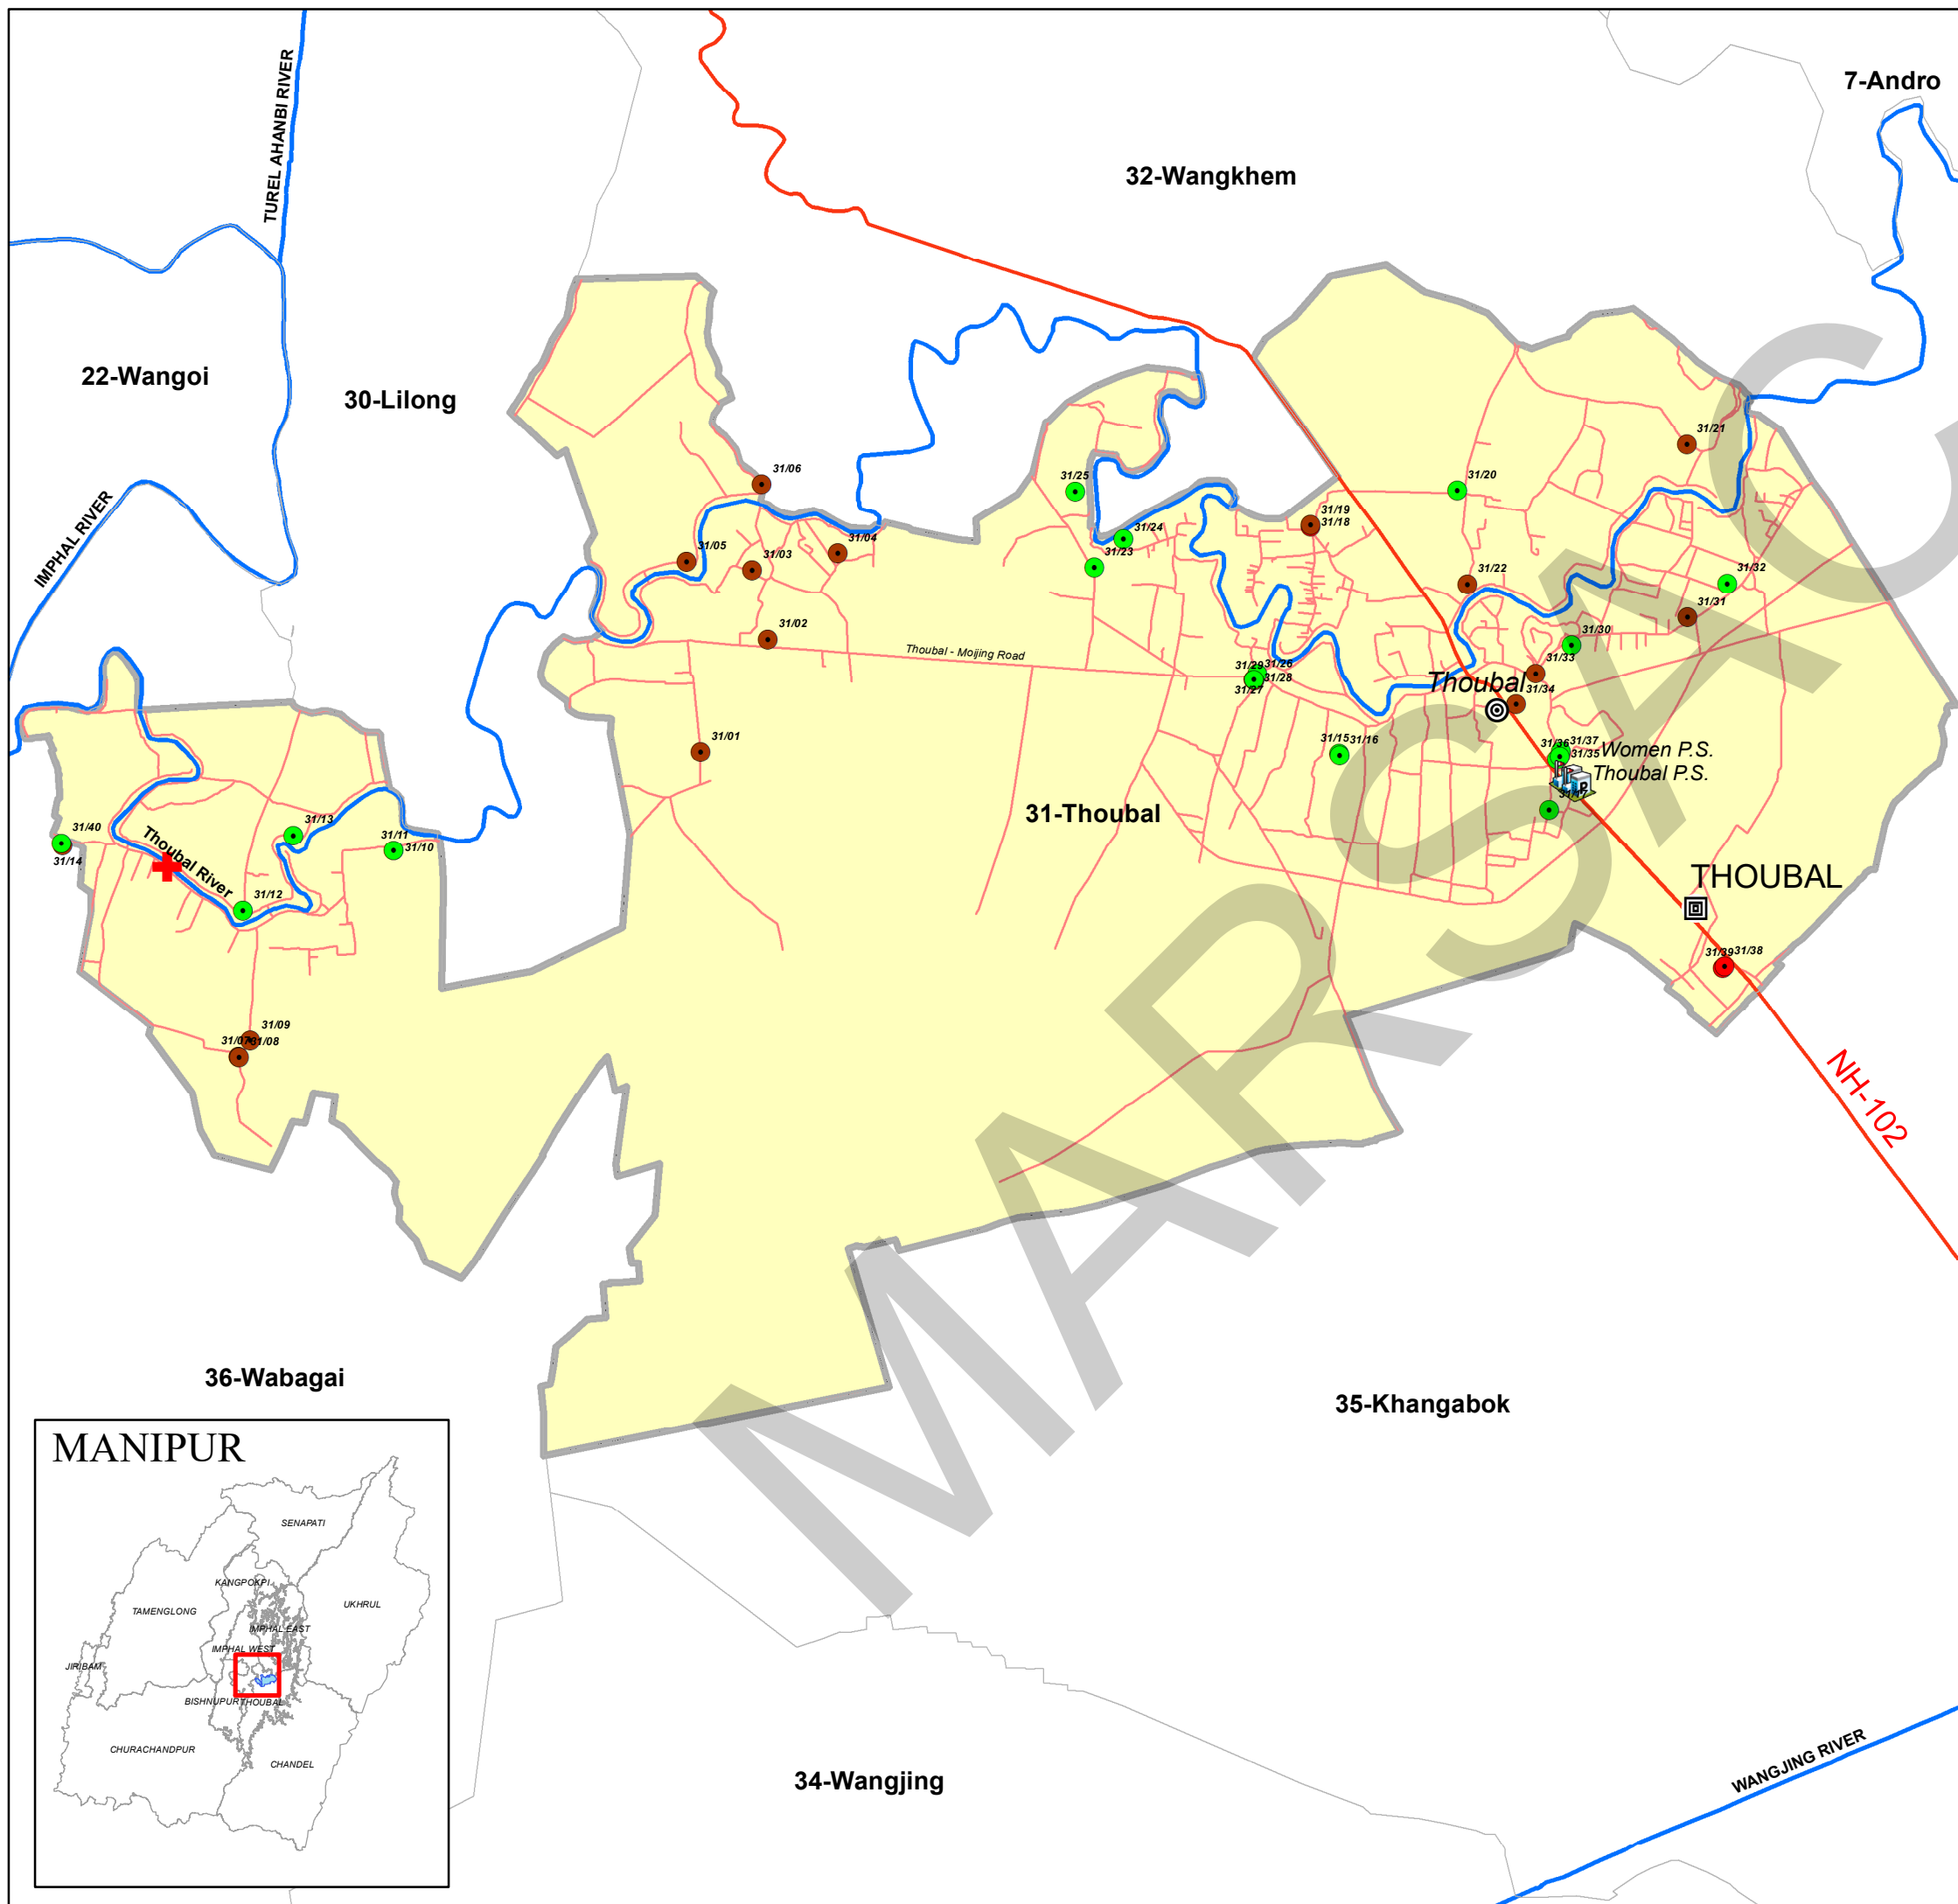 7-Andro
TUREL AHANBI RIVER
32-Wangkhem
22-Wangoi
30-Lilong
31/21
31/06
31/25
31/20
31/19
31/18
31/24
31/04
31/05
31/03
31/23
31/22
31/32
IMPHAL RIVER
31/31
31/02
31/30
Thoubal - Moijing Road
31/33
31/29
31/26
31/28
31/27
Thoubal
31/34
31/01
31/15
31/16
31/36
31/37
31/35
Women P.S.
Thoubal P.S.
31/17
31-Thoubal
31/40
31/14
31/13
31/11
31/10
Thoubal River
31/12
THOUBAL
31/39
31/38
31/09
31/07
31/08
NH-102
MARSAC
36-Wabagai
35-Khangabok
MANIPUR
SENAPATI
KANGPOKPI
TAMENGLONG
UKHRUL
IMPHAL EAST
IMPHAL WEST
JIRIBAM
BISHNUPUR
THOUBAL
CHURACHANDPUR
CHANDEL
34-Wangjing
WANGJING RIVER